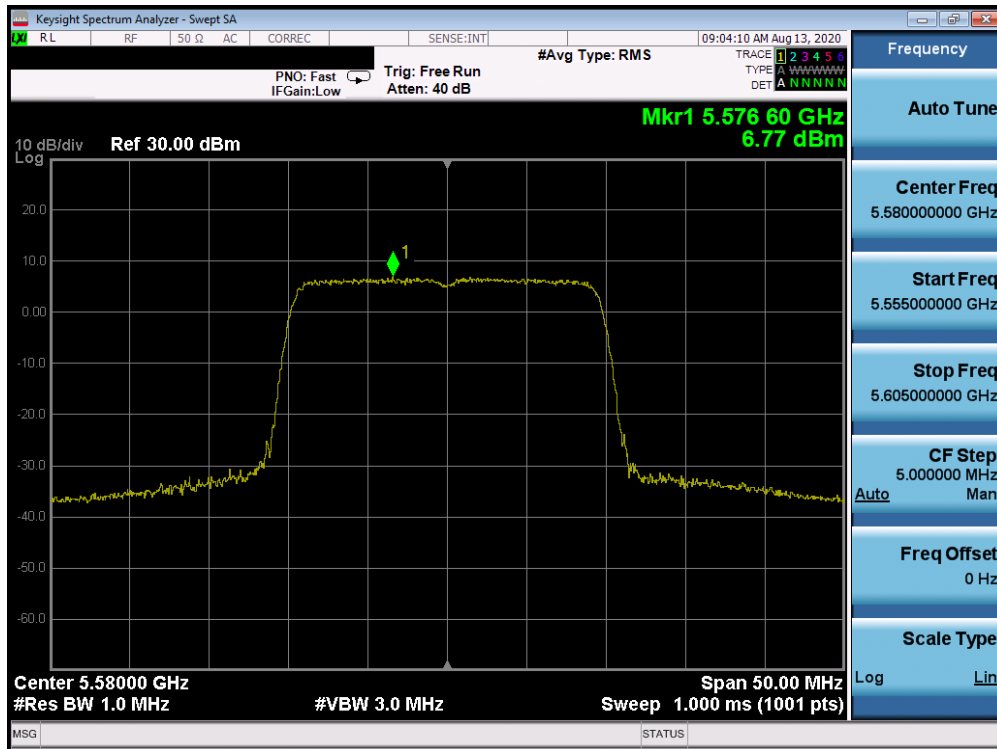 Keysight Spectrum Analyzer - Swept SA
LXI RL RF 50 Ω AC CORREC SENSE:INT 09:04:10 AM Aug 13, 2020
#Avg Type: RMS
TRACE 1 2 3 4 5 6
PNO: Fast Trig: Free Run
TYPE A WWWWW
IFGain:Low Atten: 40 dB
DET A N N N N N
Mkr1 5.576 60 GHz
6.77 dBm
10 dB/div Ref 30.00 dBm
Log
20.0
10.0
1
0.00
-10.0
-20.0
-30.0
-40.0
-50.0
-60.0
Center 5.58000 GHz Span 50.00 MHz
#Res BW 1.0 MHz #VBW 3.0 MHz Sweep 1.000 ms (1001 pts)
MSG STATUS
Frequency
Auto Tune
Center Freq
5.580000000 GHz
Start Freq
5.555000000 GHz
Stop Freq
5.605000000 GHz
CF Step
5.000000 MHz
Auto Man
Freq Offset
0 Hz
Scale Type
Log Lin